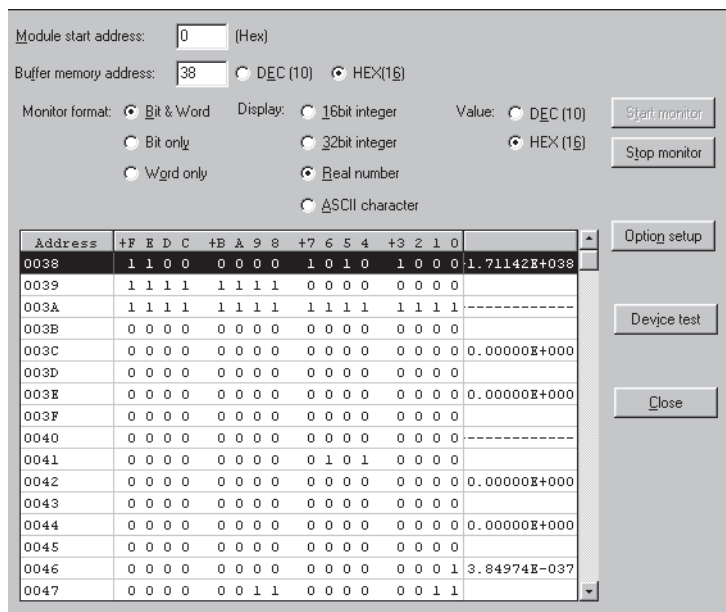 Module start address: 0 (Hex)
Buffer memory address: 38 DEC (10) HEX(16)
Monitor format: Bit & Word Display: 16bit integer Value: DEC (10) Start monitor
Bit only 32bit integer HEX (16) Stop monitor
Word only Real number
ASCII character
Option setup
Address +F E D C +B A 9 8 +7 6 5 4 +3 2 1 0
0038 1 1 0 0 0 0 0 0 1 0 1 0 1 0 0 0 -1.71142E+038
0039 1 1 1 1 1 1 1 1 0 0 0 0 0 0 0 0
003A 1 1 1 1 1 1 1 1 1 1 1 1 1 1 1 1 -------------
003B 0 0 0 0 0 0 0 0 0 0 0 0 0 0 0 0
Device test
003C 0 0 0 0 0 0 0 0 0 0 0 0 0 0 0 0 0.00000E+000
003D 0 0 0 0 0 0 0 0 0 0 0 0 0 0 0 0
003E 0 0 0 0 0 0 0 0 0 0 0 0 0 0 0 0 0.00000E+000
Close
003F 0 0 0 0 0 0 0 0 0 0 0 0 0 0 0 0
0040 0 0 0 0 0 0 0 0 0 0 0 0 0 0 0 0 -------------
0041 0 0 0 0 0 0 0 0 0 1 0 1 0 0 0 0
0042 0 0 0 0 0 0 0 0 0 0 0 0 0 0 0 0 0.00000E+000
0043 0 0 0 0 0 0 0 0 0 0 0 0 0 0 0 0
0044 0 0 0 0 0 0 0 0 0 0 0 0 0 0 0 0 0.00000E+000
0045 0 0 0 0 0 0 0 0 0 0 0 0 0 0 0 0
0046 0 0 0 0 0 0 0 0 0 0 0 0 0 0 0 1 3.84974E-037
0047 0 0 0 0 0 0 1 1 0 0 0 0 0 0 1 1